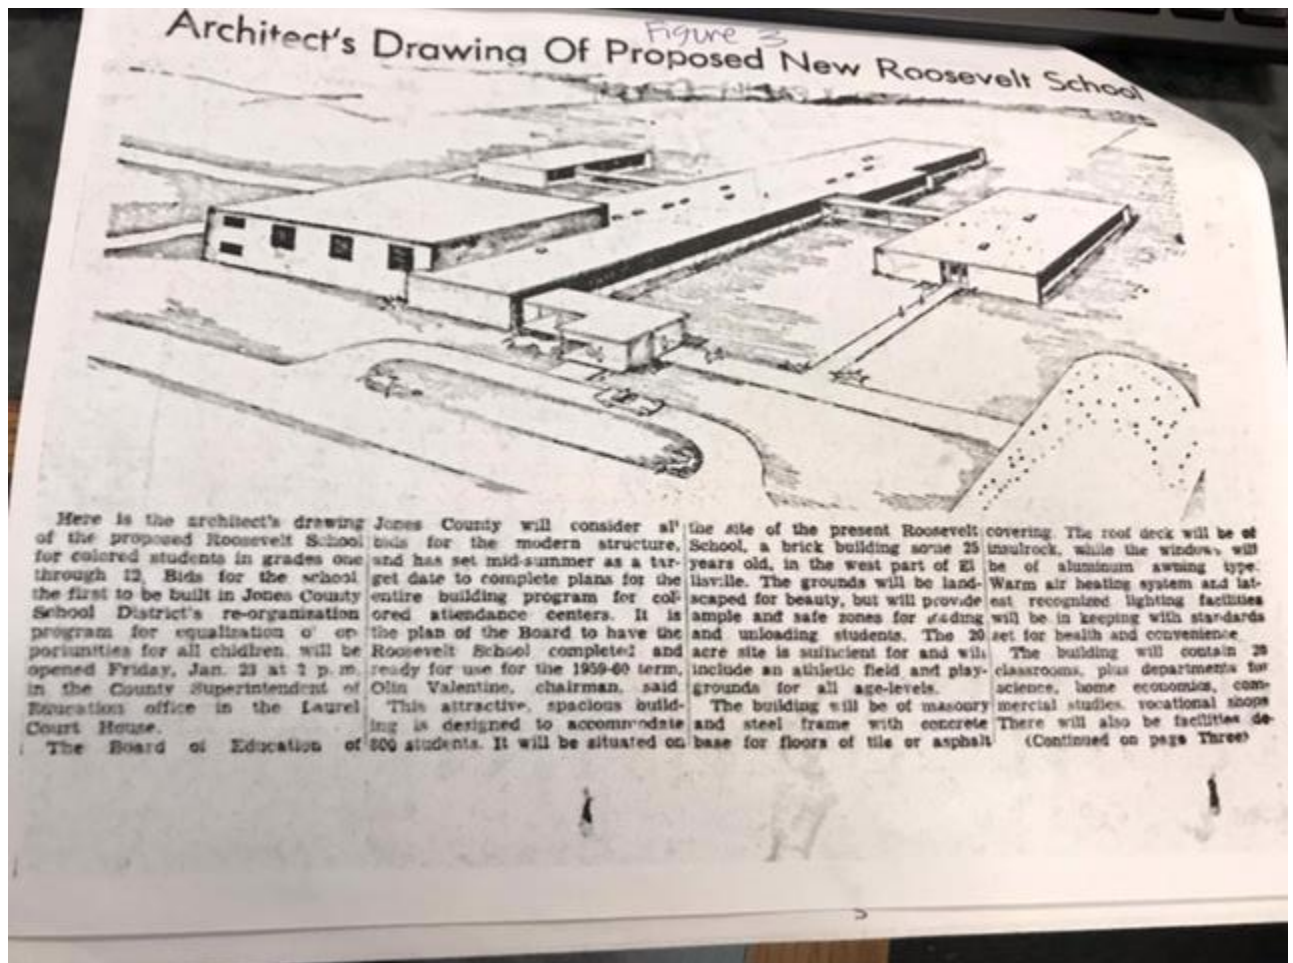 Figure 3
Architect's Drawing Of Proposed New Roosevelt School
Here is the architect's drawing
of the proposed Roosevelt School
for colored students in grades one
through 12. Bids for the school
the first to be built in Jones County
School District's re-organization
program for equalization o' op
portunities for all children, will be
opened Friday, Jan. 23 at 2 p. m.
in the County Superintendent of
Education office in the Laurel
Court House.
The Board of Education of
Jones County will consider al'
bids for the modern structure,
and has set mid-summer as a tar-
get date to complete plans for the
entire building program for col-
ored attendance centers. It is
the plan of the Board to have the
Roosevelt School completed and
ready for use for the 1959-60 term,
Olin Valentine, chairman, said
This attractive, spacious build-
ing is designed to accommodate
800 students. It will be situated on
the site of the present Roosevelt
School, a brick building some 25
years old, in the west part of El
lisville. The grounds will be land-
scaped for beauty, but will provide
ample and safe zones for
and unloading students. The 20
acre site is sufficient for and wil
include an athletic field and play-
grounds for all age-levels.
The building will be of masonry
and steel frame with concrete
base for floors of tile or asphalt
covering. The roof deck will be of
insulrock, while the windows will
be of aluminum awning type.
Warm air heating system and lat-
est recognized lighting facilities
will be in keeping with standards
set for health and convenience
The building will contain 28
classrooms, plus departments for
science, home economics, com-
mercial studies, vocational shops
There will also be facilities de-
(Continued on page Three)